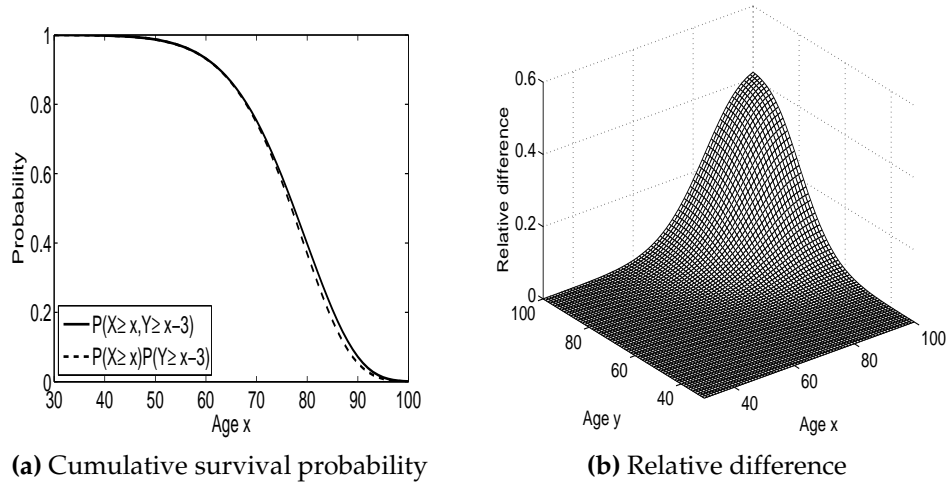 1
0.8
0.6
0.4
0.2
0
Probability
P(X≥ x,Y≥ x−3)
P(X≥ x)P(Y≥ x−3)
30 40 50 60 70 80 90 100
Age x
(a) Cumulative survival probability
0.6
0.4
0.2
0
Relative difference
100
80
60
40
Age y
40
60
80
100
Age x
(b) Relative difference